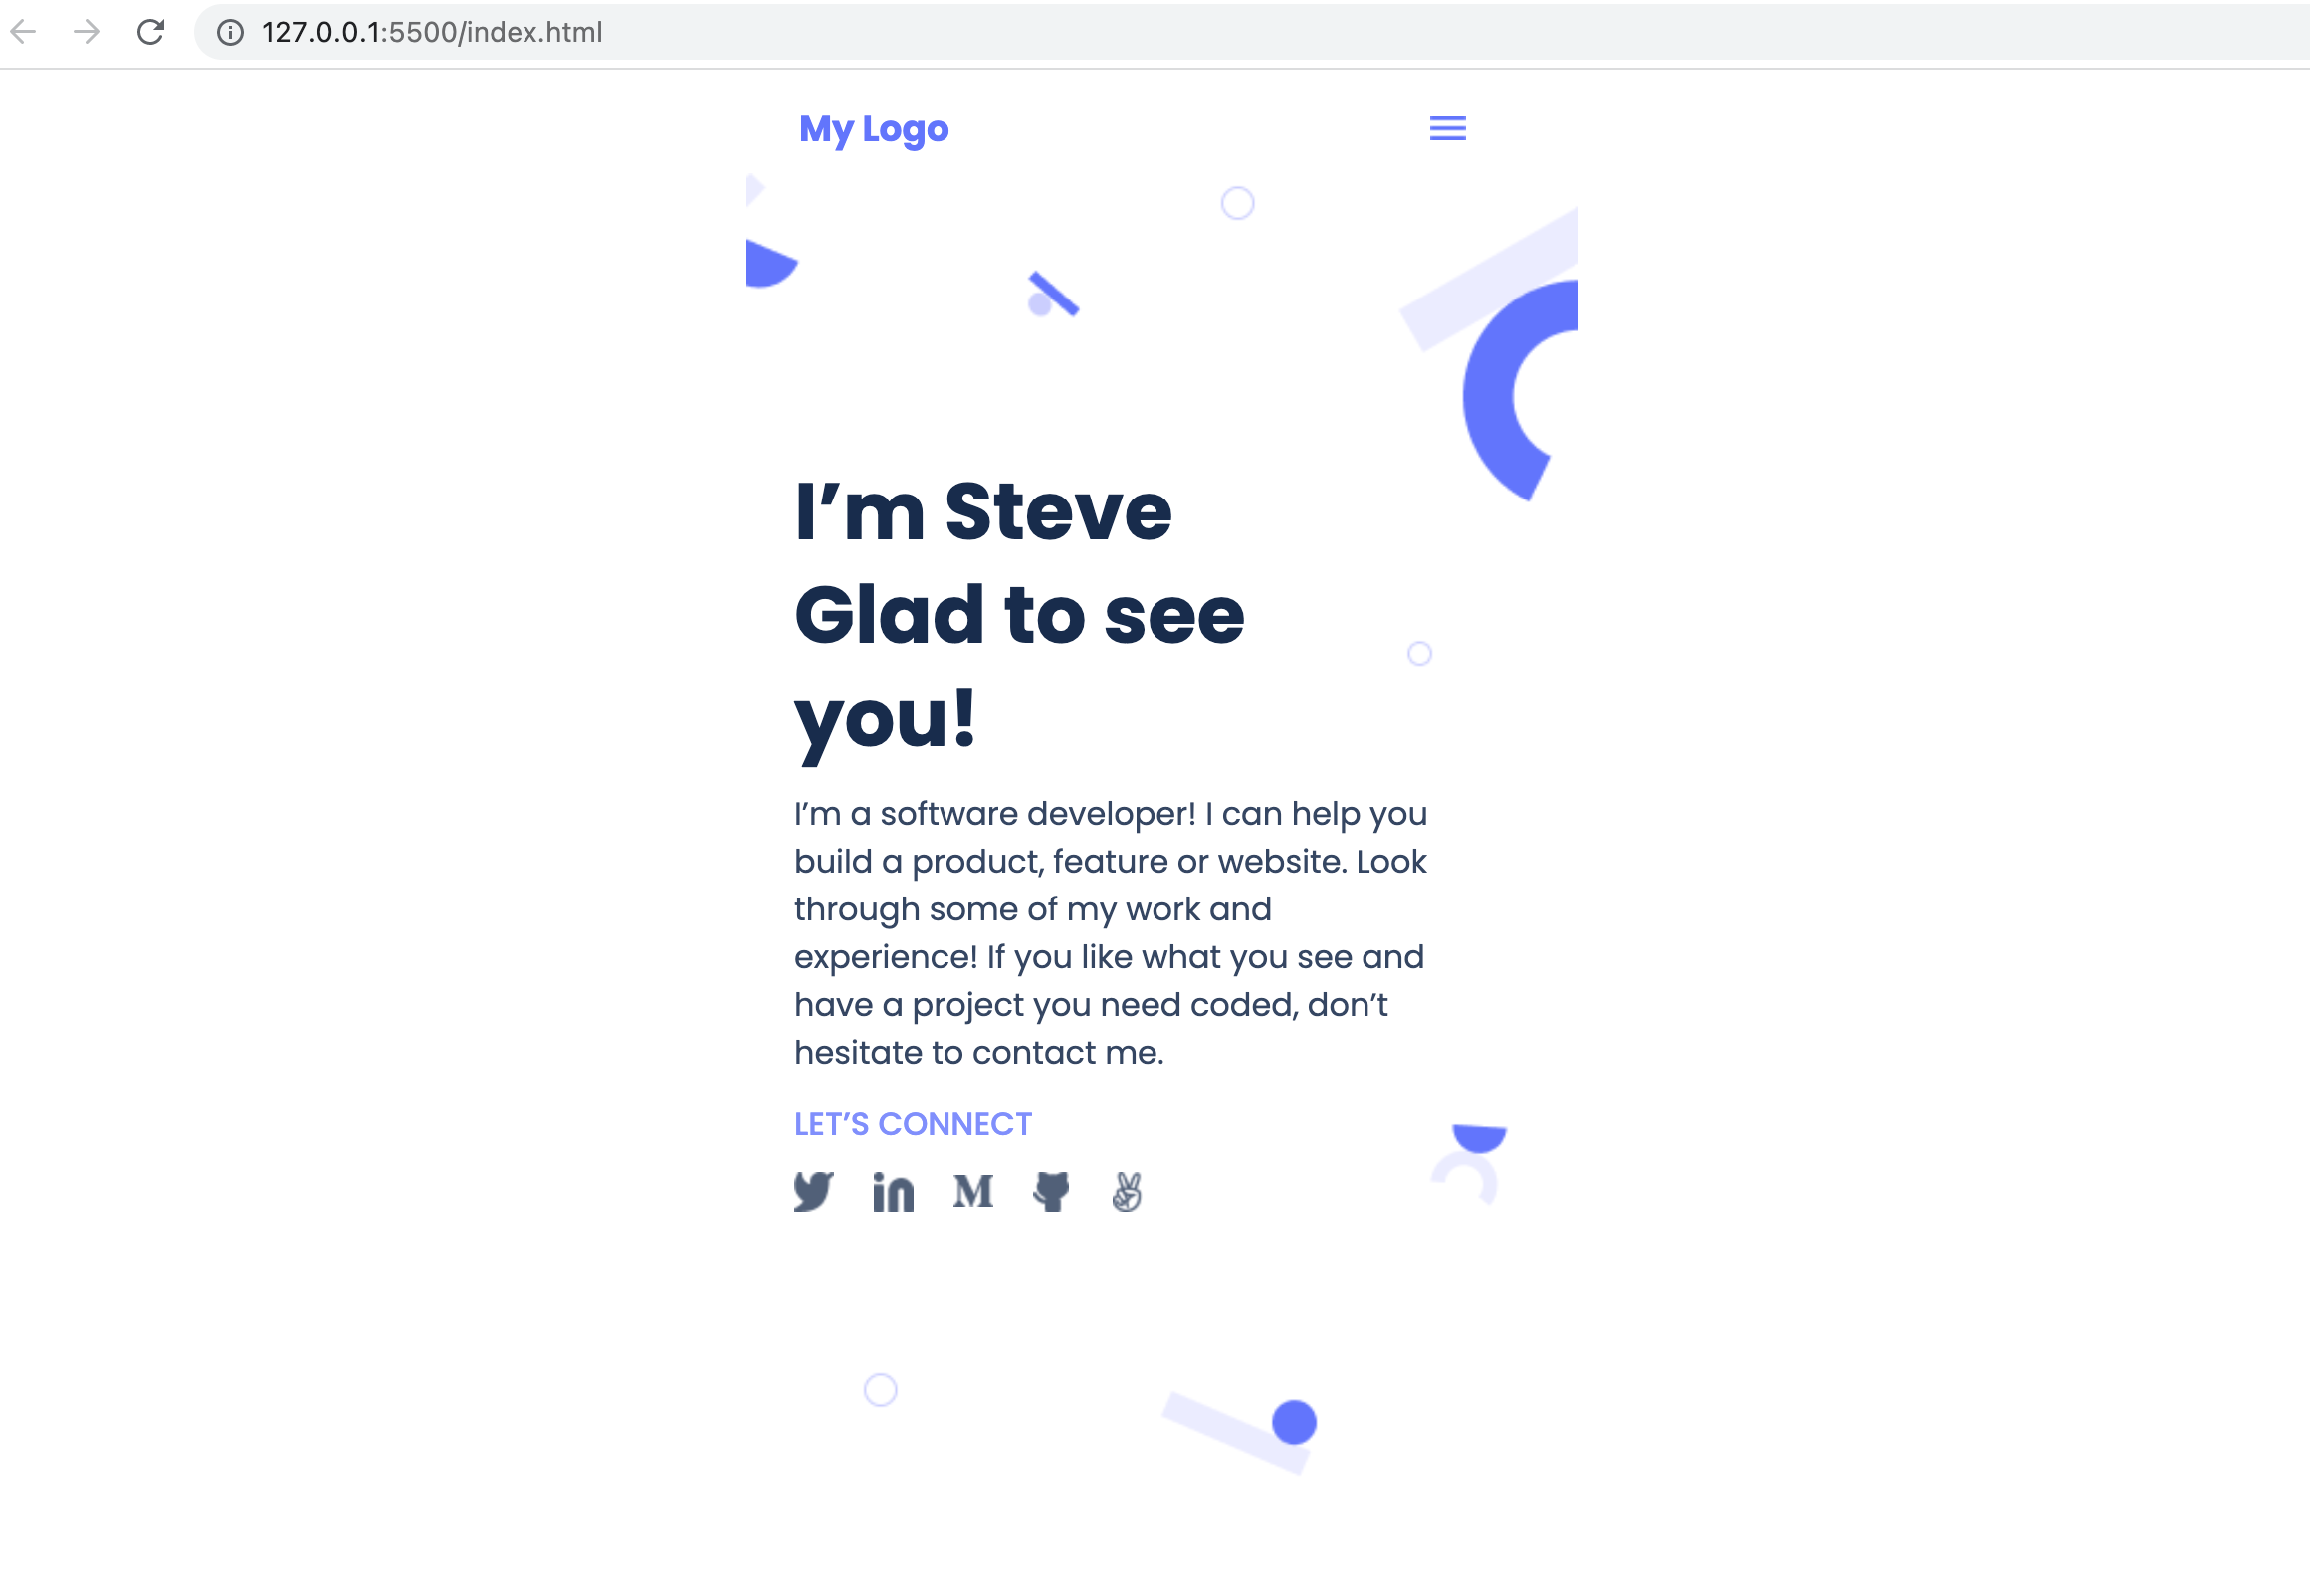 127.0.0.1:5500/index.html
My Logo
I’m Steve
Glad to see
you!
I’m a software developer! I can help you
build a product, feature or website. Look
through some of my work and
experience! If you like what you see and
have a project you need coded, don’t
hesitate to contact me.
LET’S CONNECT